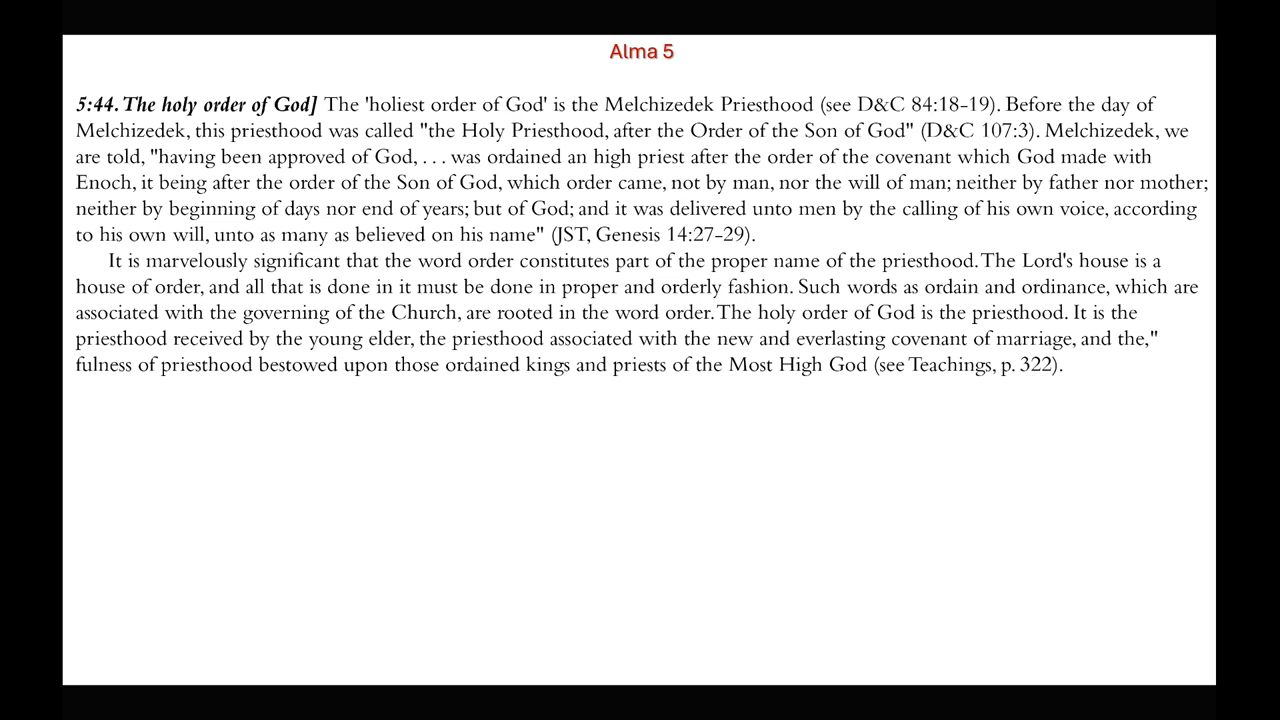 Alma 5
5:44. The holy order of God] The 'holiest order of God' is the Melchizedek Priesthood (see D&C 84:18-19). Before the day of
Melchizedek, this priesthood was called "the Holy Priesthood, after the Order of the Son of God" (D&C 107:3). Melchizedek, we
are told, "having been approved of God, . . . was ordained an high priest after the order of the covenant which God made with
Enoch, it being after the order of the Son of God, which order came, not by man, nor the will of man; neither by father nor mother;
neither by beginning of days nor end of years; but of God; and it was delivered unto men by the calling of his own voice, according
to his own will, unto as many as believed on his name" (JST, Genesis 14:27-29).
It is marvelously significant that the word order constitutes part of the proper name of the priesthood. The Lord's house is a
house of order, and all that is done in it must be done in proper and orderly fashion. Such words as ordain and ordinance, which are
associated with the governing of the Church, are rooted in the word order. The holy order of God is the priesthood. It is the
priesthood received by the young elder, the priesthood associated with the new and everlasting covenant of marriage, and the,"
fulness of priesthood bestowed upon those ordained kings and priests of the Most High God (see Teachings, p. 322).